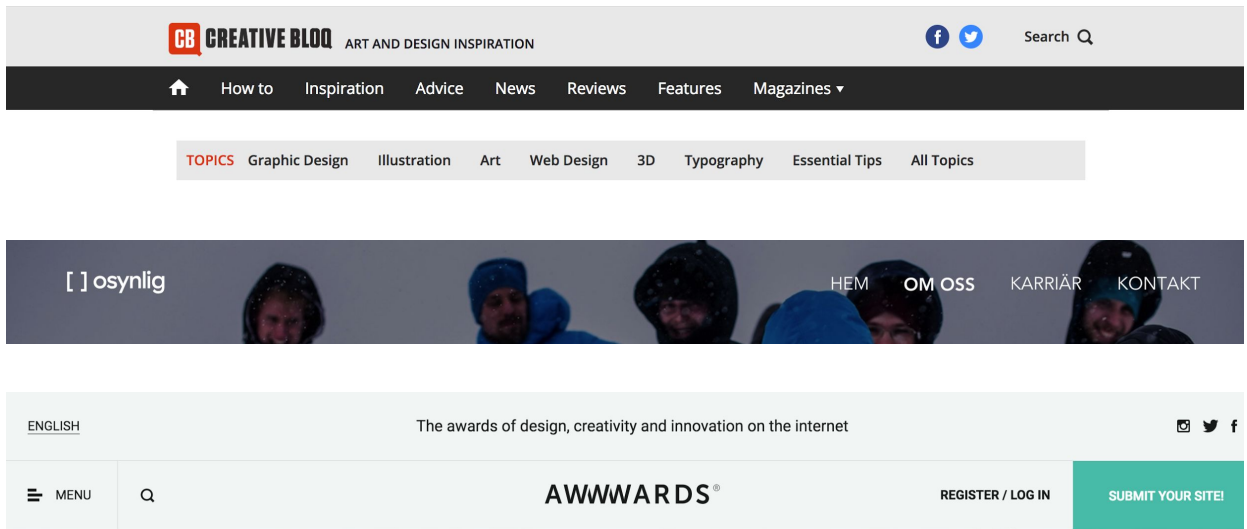 CB CREATIVE BLOQ ART AND DESIGN INSPIRATION f Search
How to Inspiration Advice News Reviews Features Magazines ▾
TOPICS Graphic Design Illustration Art Web Design 3D Typography Essential Tips All Topics
[ ] osynlig HEM OM OSS KARRIÄR KONTAKT
ENGLISH The awards of design, creativity and innovation on the internet f
MENU AWWWARDS® REGISTER / LOG IN SUBMIT YOUR SITE!